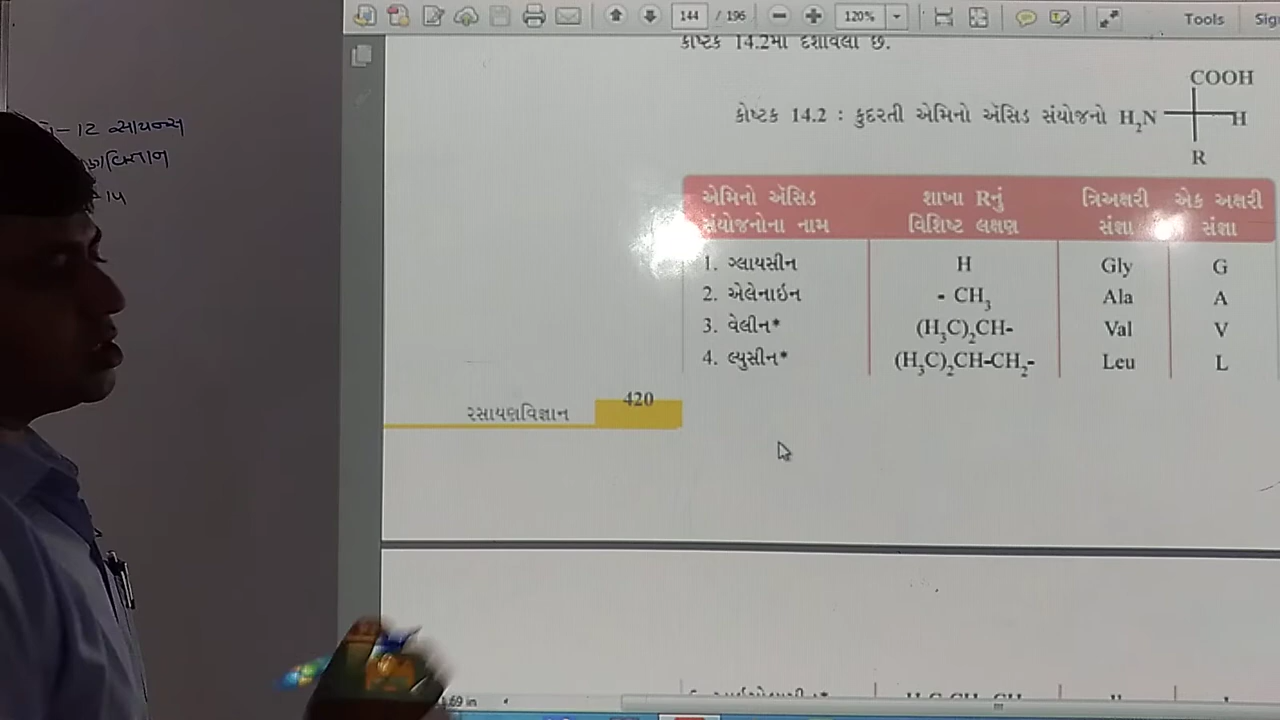 144 / 196 120% Tools
કોષ્ટક 14.2માં દર્શાવેલા છે.
COOH
કોષ્ટક 14.2 : કુદરતી એમિનો ઍસિડ સંયોજનો H₂N H
R
એમિનો ઍસિડ સંયોજનોના નામ શાખા Rનું વિશિષ્ટ લક્ષણ ત્રિઅક્ષરી સંજ્ઞા એક અક્ષરી સંજ્ઞા
1. ગ્લાયસીન H Gly G
2. એલેનાઇન - CH₃ Ala A
3. વેલીન* (H₃C)₂CH- Val V
4. લ્યુસીન* (H₃C)₂CH-CH₂- Leu L
રસાયણવિજ્ઞાન 420
-12 સાયન્સ